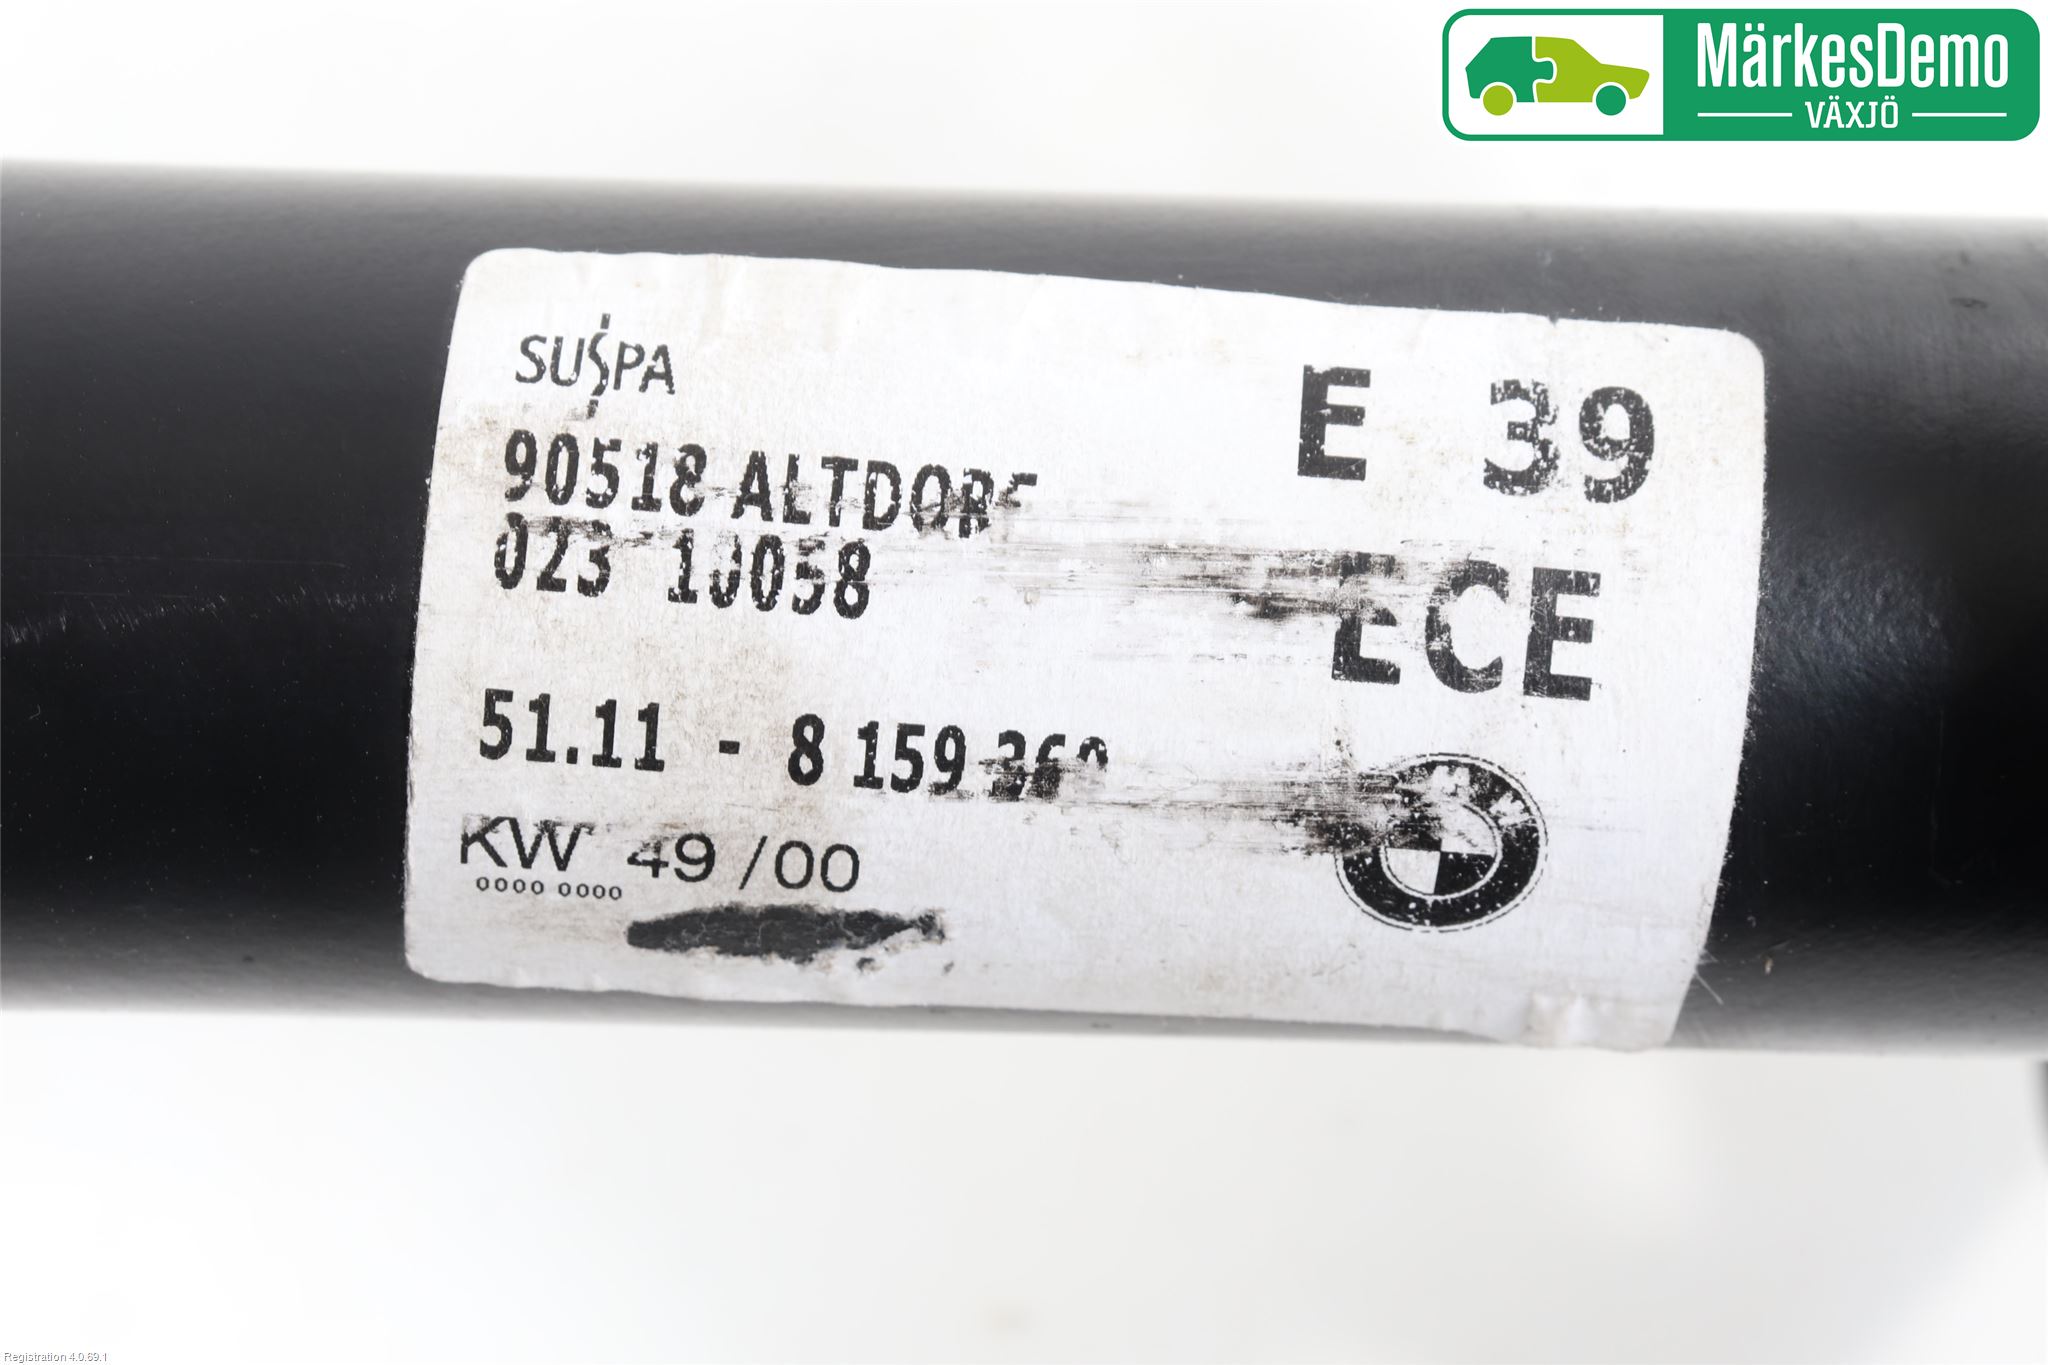 MärkesDemo
VÄXJÖ
SUSPA
E 39
90518 ALTDORF
023 10058
ECE
51.11 - 8 159
KW 49/00
0000 0000
BMW
Registration 4.0.69.1